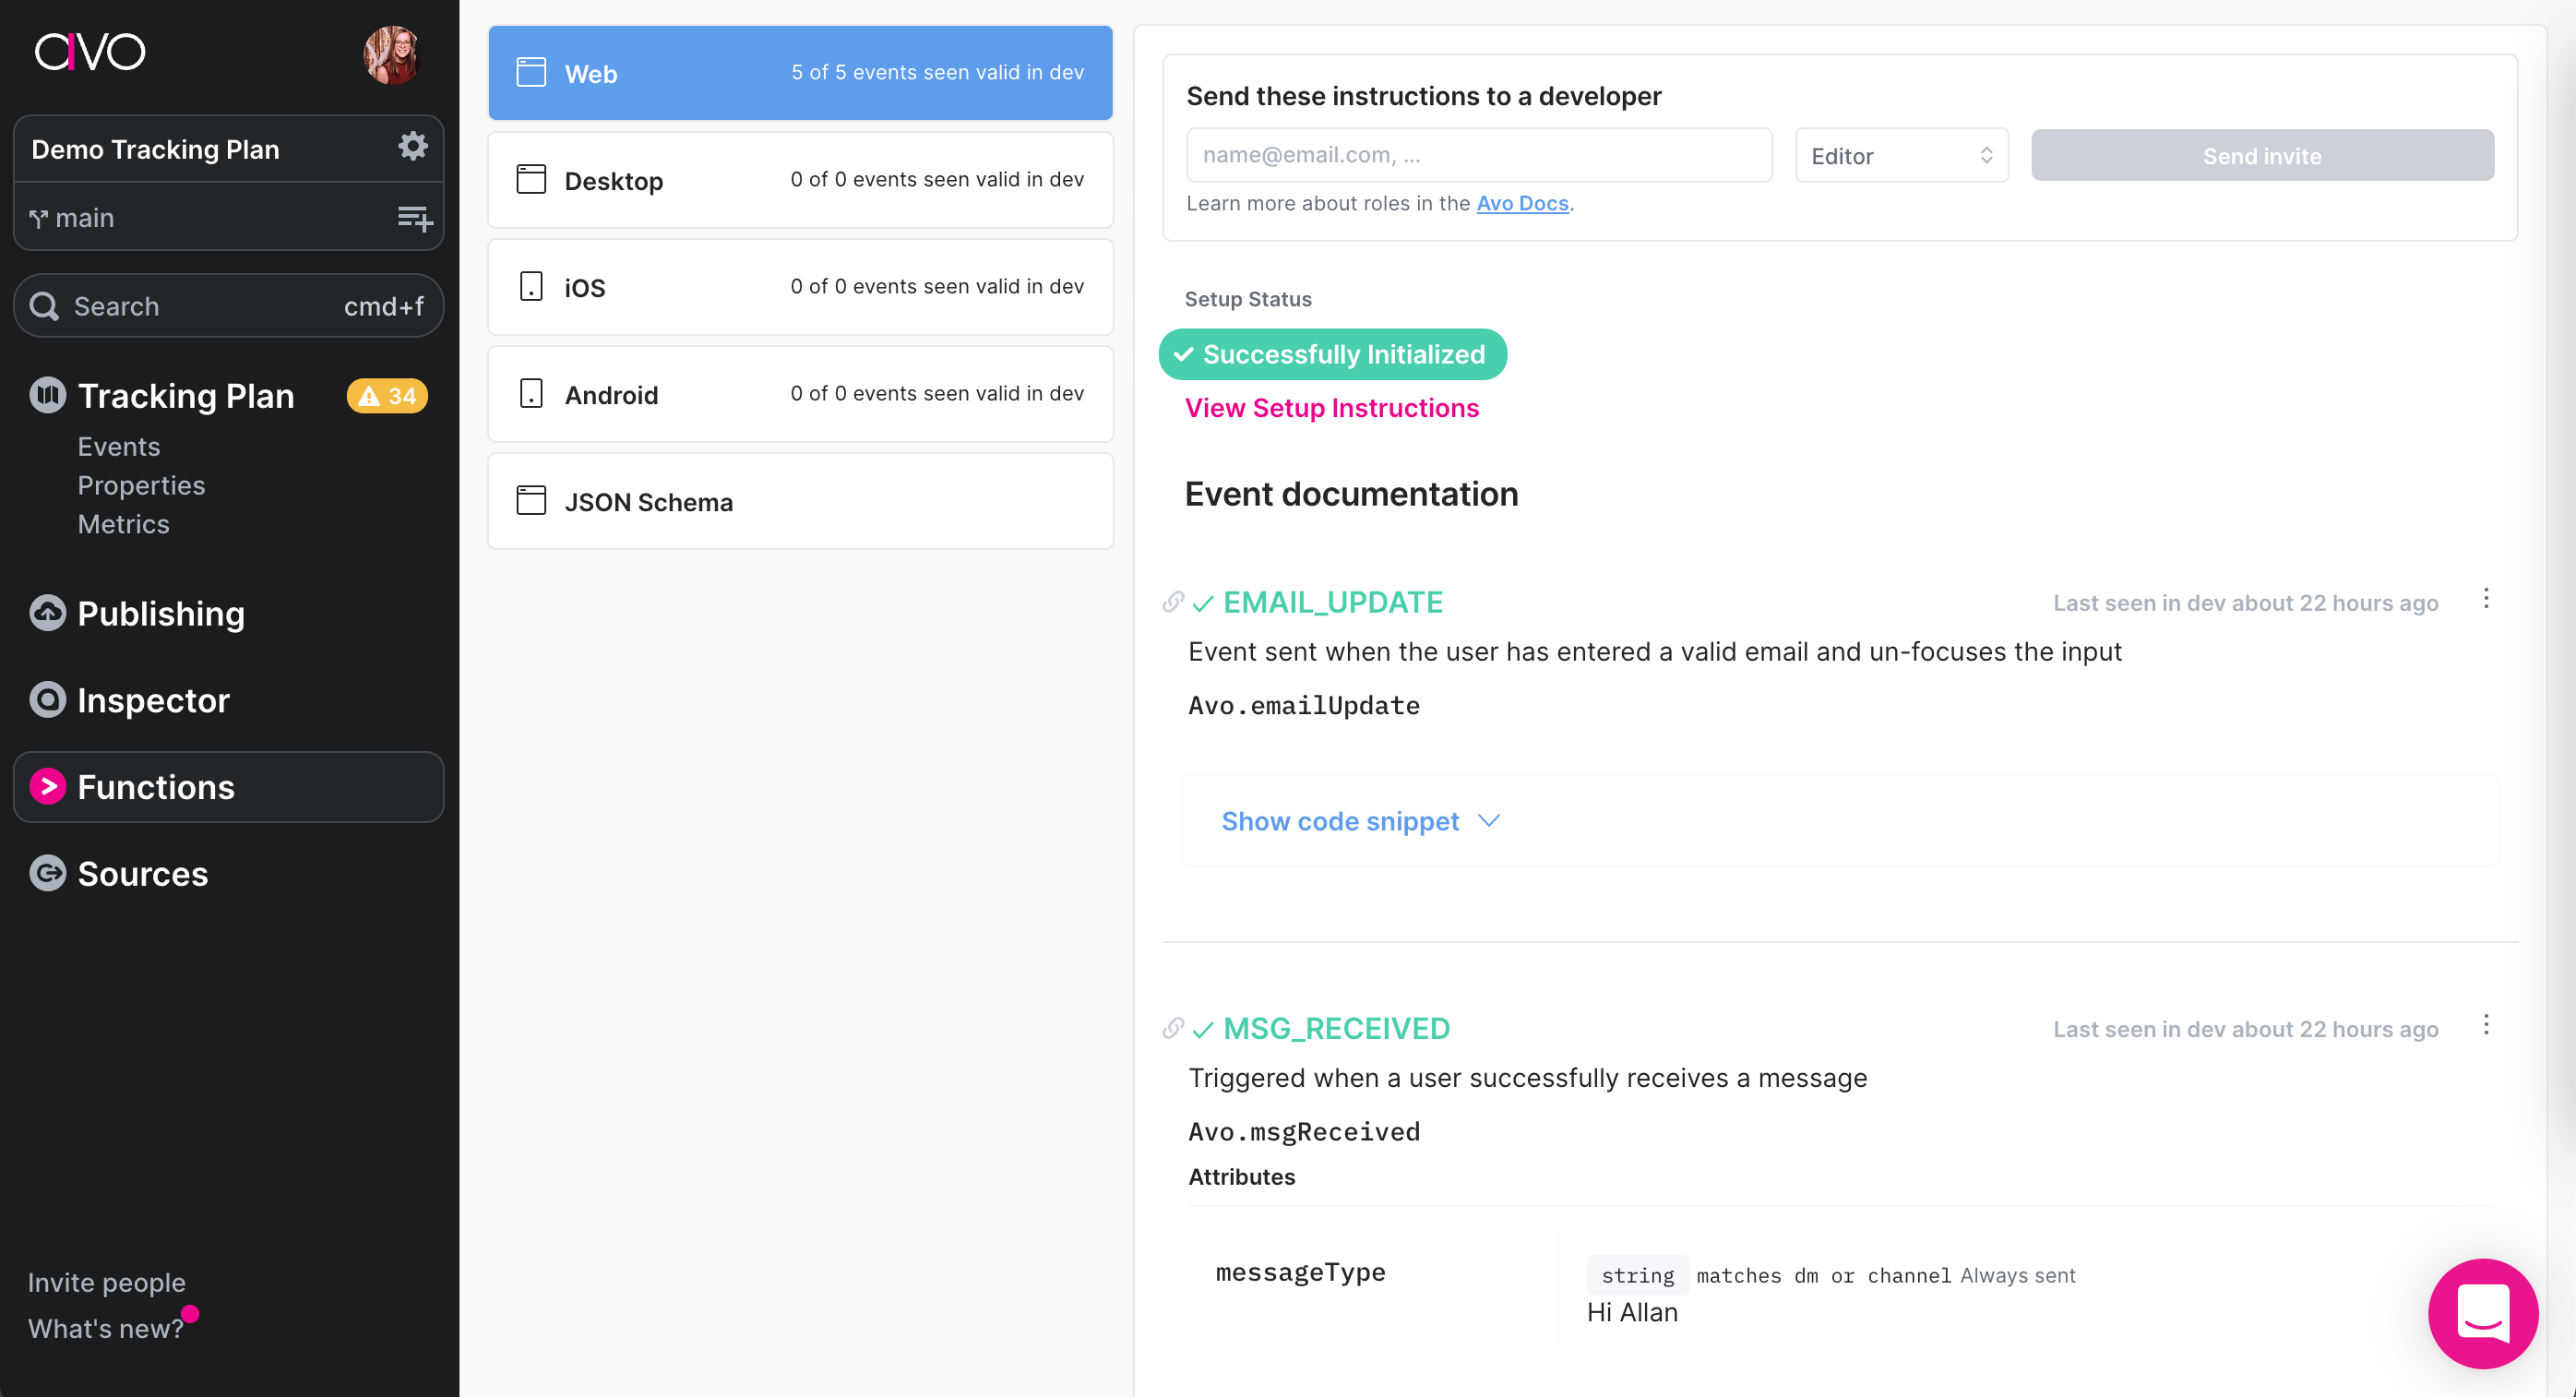 avo
Demo Tracking Plan
main
Search cmd+f
Tracking Plan 34
Events
Properties
Metrics
Publishing
Inspector
Functions
Sources
Invite people
What's new?
Web 5 of 5 events seen valid in dev
Desktop 0 of 0 events seen valid in dev
iOS 0 of 0 events seen valid in dev
Android 0 of 0 events seen valid in dev
JSON Schema
Send these instructions to a developer
name@email.com, ... Editor Send invite
Learn more about roles in the Avo Docs.
Setup Status
Successfully Initialized
View Setup Instructions
Event documentation
EMAIL_UPDATE Last seen in dev about 22 hours ago
Event sent when the user has entered a valid email and un-focuses the input
Avo.emailUpdate
Show code snippet
MSG_RECEIVED Last seen in dev about 22 hours ago
Triggered when a user successfully receives a message
Avo.msgReceived
Attributes
messageType string matches dm or channel Always sent
Hi Allan